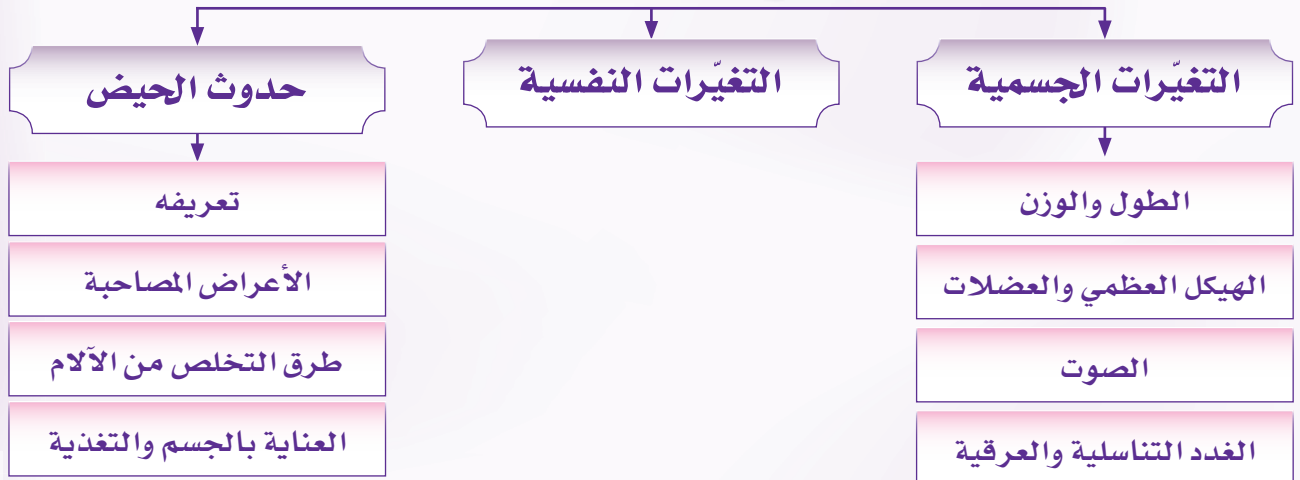 التغيّرات الجسمية
التغيّرات النفسية
حدوث الحيض
الطول والوزن
الهيكل العظمي والعضلات
الصوت
الغدد التناسلية والعرقية
تعريفه
الأعراض المصاحبة
طرق التخلص من الآلام
العناية بالجسم والتغذية